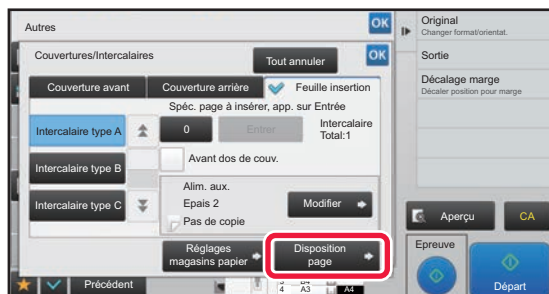 Autres
OK
Couvertures/Intercalaires
Tout annuler
OK
Couverture avant
Couverture arrière
Feuille insertion
Spéc. page à insérer, app. sur Entrée
Intercalaire type A
0
Entrer
Intercalaire
Total:1
Intercalaire type B
Avant dos de couv.
Intercalaire type C
Alim. aux.
Epais 2
Pas de copie
Modifier
Réglages
magasins papier
Disposition
page
Précédent
4 A3
A4
Original
Changer format/orientat.
Sortie
Décalage marge
Décaler position pour marge
Aperçu
CA
Epreuve
Départ